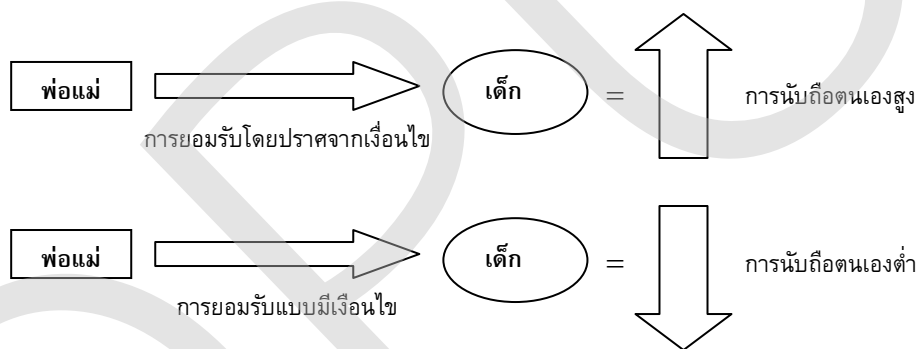 พ่อแม่ เด็ก = การนับถือตนเองสูง
การยอมรับโดยปราศจากเงื่อนไข
พ่อแม่ เด็ก = การนับถือตนเองต่ำ
การยอมรับแบบมีเงือนไข